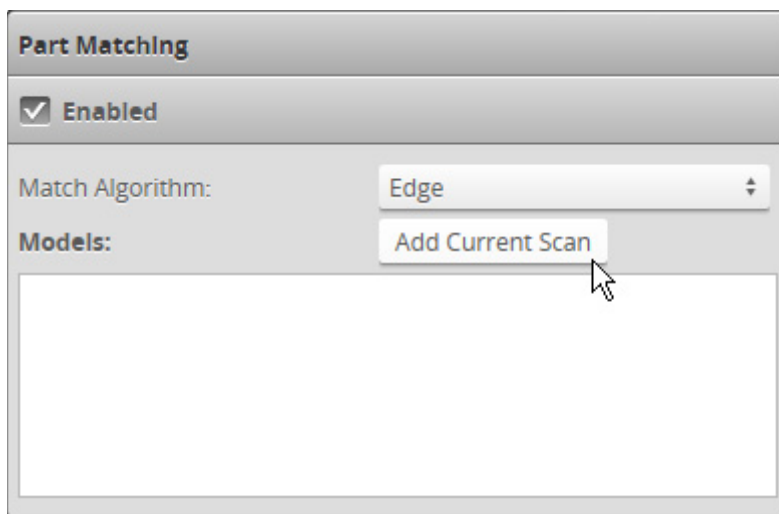 Part Matching
Enabled
Match Algorithm: Edge
Models: Add Current Scan